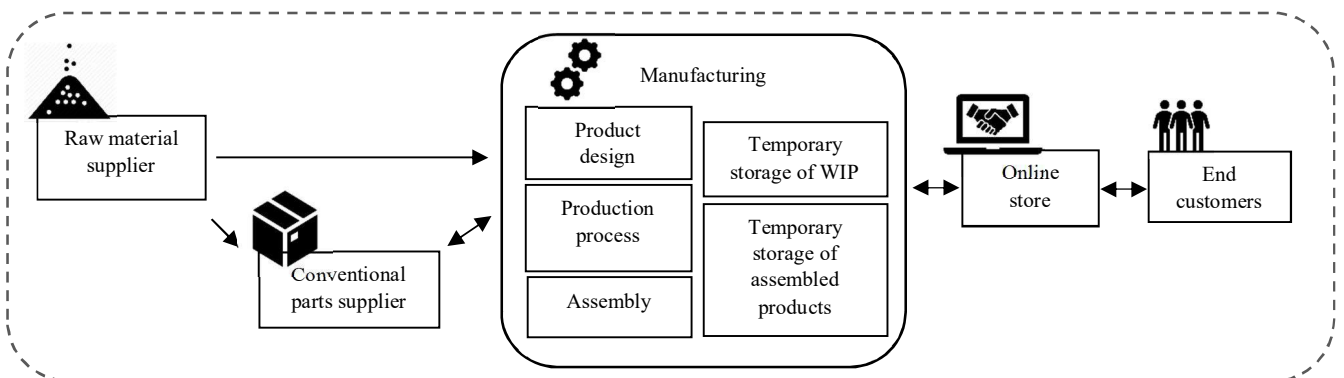 Raw material
supplier
Conventional
parts supplier
Manufacturing
Product
design
Production
process
Assembly
Temporary
storage of WIP
Temporary
storage of
assembled
products
Online
store
End
customers